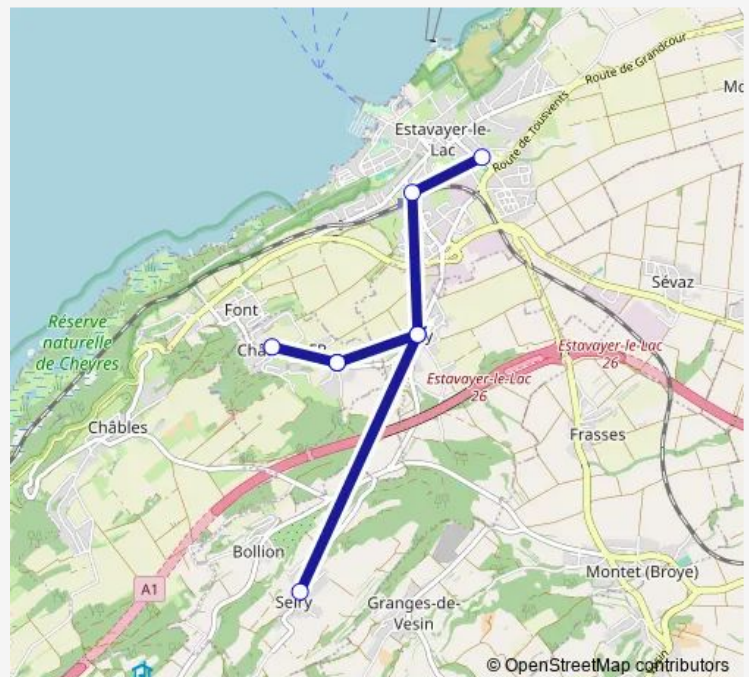 Route de Grandcour
Estavayer-le-
Lac
Route de Tousvents
Sévaz
Font
Réserve
naturelle
de Cheyres
Estavayer-le-Lac
26
Estavayer-le-Lac
26
Châbles
Frasses
Bollion
Montet (Broye)
A1
Seiry
Granges-de-
Vesin
© OpenStreetMap contributors